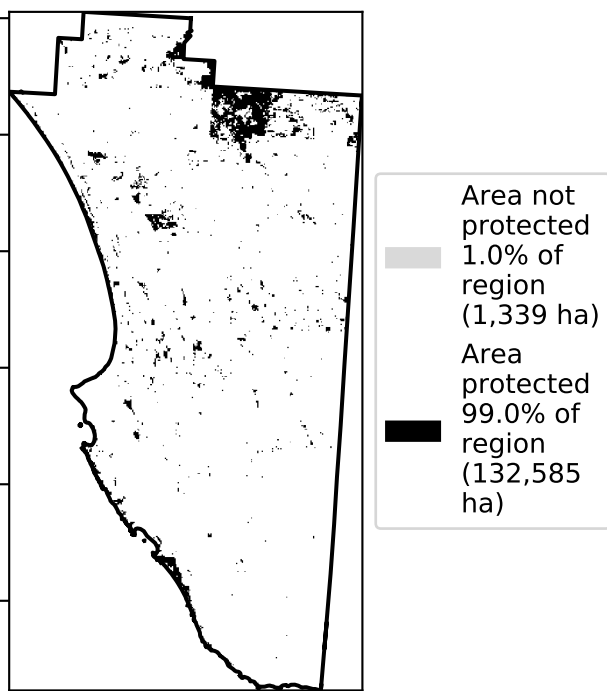 Area not
protected
1.0% of
region
(1,339 ha)
Area
protected
99.0% of
region
(132,585
ha)